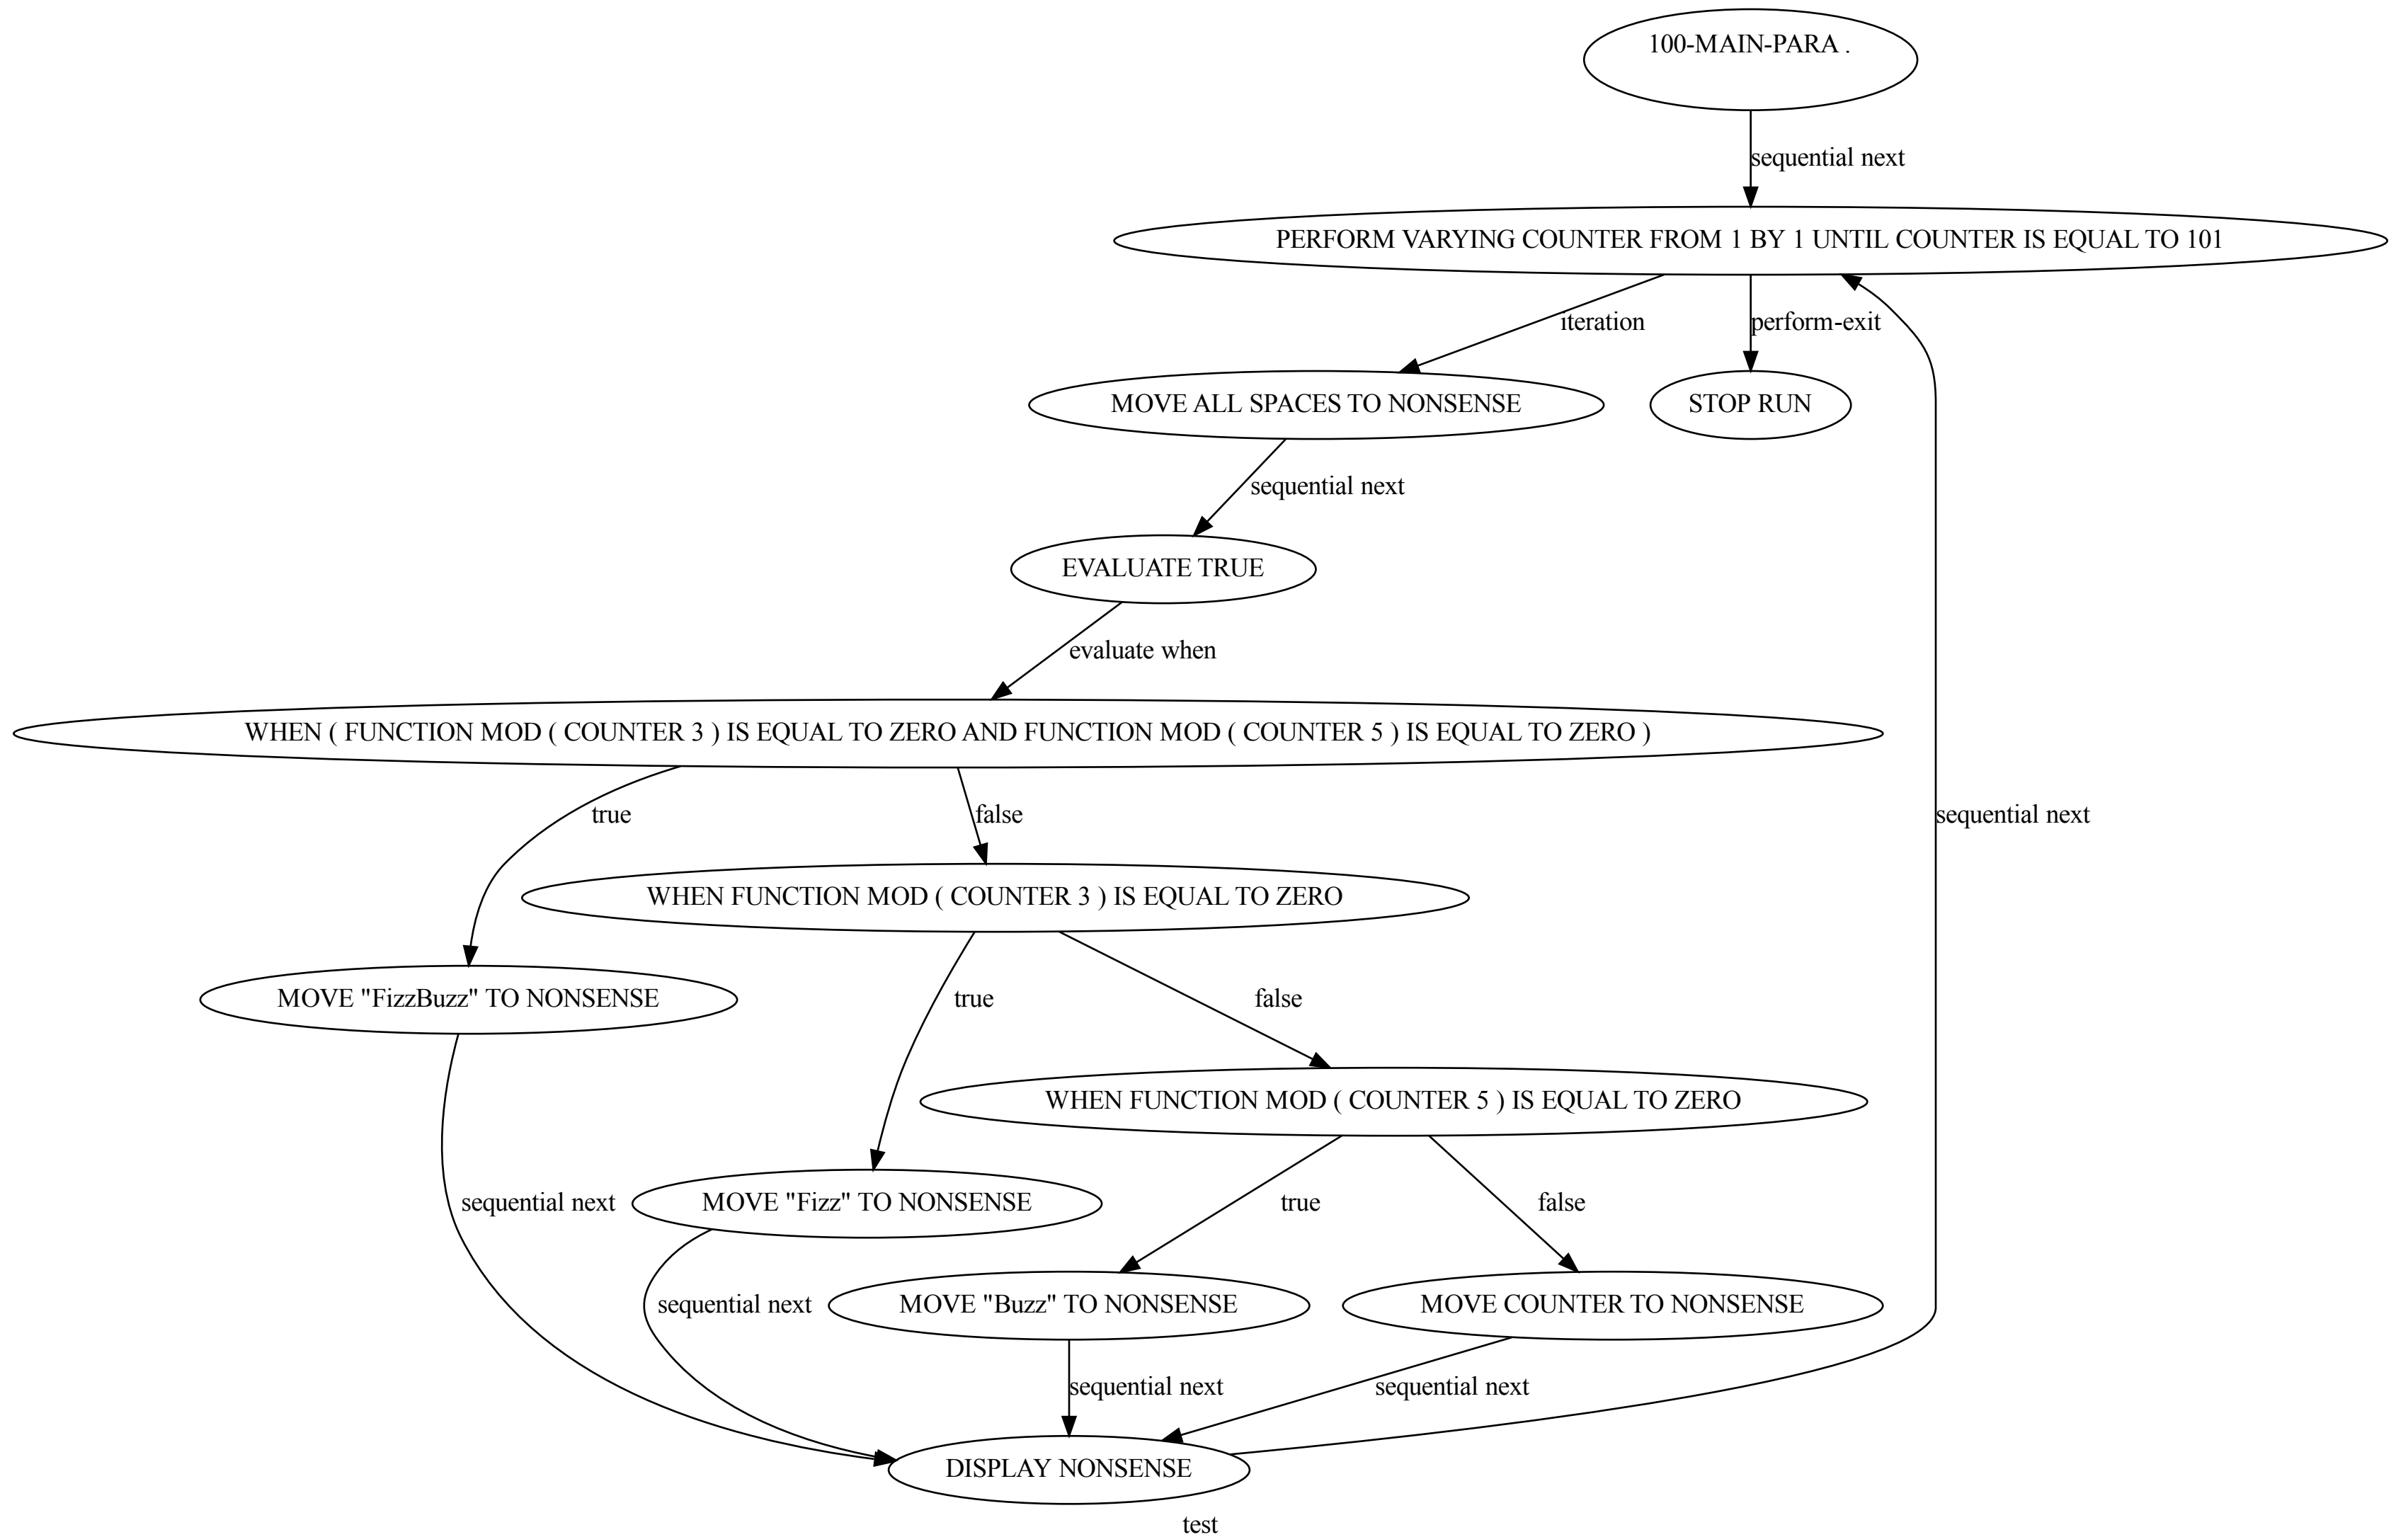 100-MAIN-PARA .
sequential next
PERFORM VARYING COUNTER FROM 1 BY 1 UNTIL COUNTER IS EQUAL TO 101
iteration
perform-exit
MOVE ALL SPACES TO NONSENSE
STOP RUN
sequential next
EVALUATE TRUE
evaluate when
WHEN ( FUNCTION MOD ( COUNTER 3 ) IS EQUAL TO ZERO AND FUNCTION MOD ( COUNTER 5 ) IS EQUAL TO ZERO )
true
false
sequential next
WHEN FUNCTION MOD ( COUNTER 3 ) IS EQUAL TO ZERO
MOVE "FizzBuzz" TO NONSENSE
true
false
WHEN FUNCTION MOD ( COUNTER 5 ) IS EQUAL TO ZERO
sequential next
MOVE "Fizz" TO NONSENSE
true
false
sequential next
MOVE "Buzz" TO NONSENSE
MOVE COUNTER TO NONSENSE
sequential next
sequential next
DISPLAY NONSENSE
test